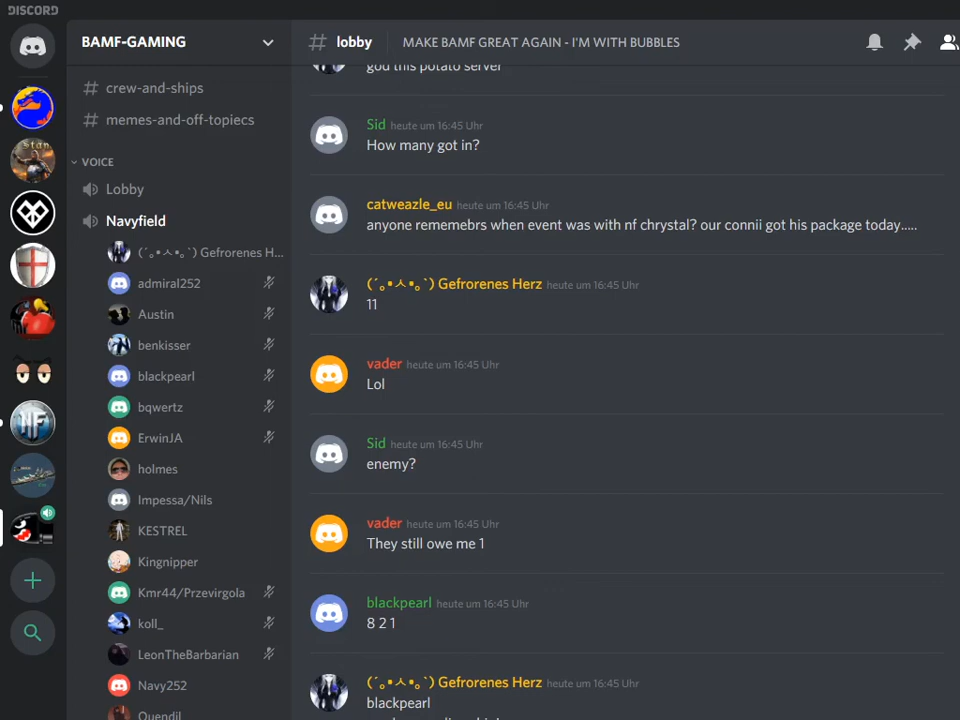 DISCORD
BAMF-GAMING
# crew-and-ships
# memes-and-off-topiecs
VOICE
Lobby
Navyfield
(´｡•ㅅ•｡`) Gefrorenes H...
admiral252
Austin
benkisser
blackpearl
bqwertz
ErwinJA
holmes
Impessa/Nils
KESTREL
Kingnipper
Kmr44/Przevirgola
koll_
LeonTheBarbarian
Navy252
Quendil
# lobby MAKE BAMF GREAT AGAIN - I'M WITH BUBBLES
god this potato server
Sid heute um 16:45 Uhr
How many got in?
catweazle_eu heute um 16:45 Uhr
anyone rememebrs when event was with nf chrystal? our connii got his package today.....
(´｡•ㅅ•｡`) Gefrorenes Herz heute um 16:45 Uhr
11
vader heute um 16:45 Uhr
Lol
Sid heute um 16:45 Uhr
enemy?
vader heute um 16:45 Uhr
They still owe me 1
blackpearl heute um 16:45 Uhr
8 2 1
(´｡•ㅅ•｡`) Gefrorenes Herz heute um 16:45 Uhr
blackpearl